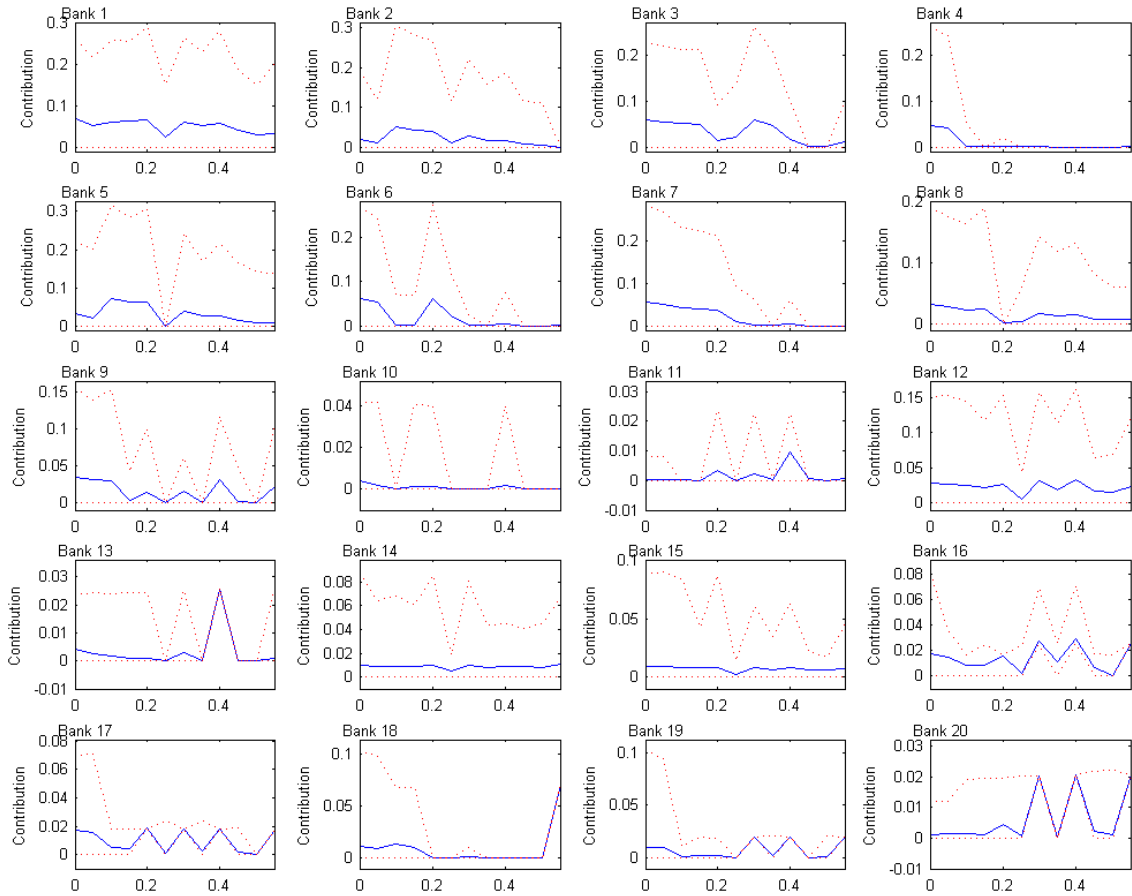 Bank 1 Bank 2 Bank 3 Bank 4
0.3 0.3
0.2 0.2 0.2 0.2
0.1 0.1 0.1 0.1
0 0 0 0
Contribution Contribution Contribution Contribution
0 0.2 0.4 0 0.2 0.4 0 0.2 0.4 0 0.2 0.4
Bank 5 Bank 6 Bank 7 Bank 8
0.3 0.2
0.2 0.2 0.2
0.1 0.1 0.1 0.1
0 0 0 0
Contribution Contribution Contribution Contribution
0 0.2 0.4 0 0.2 0.4 0 0.2 0.4 0 0.2 0.4
Bank 9 Bank 10 Bank 11 Bank 12
0.15 0.04 0.03 0.15
0.1 0.02 0.02 0.1
0.05 0.01 0.05
0 0 0 0
-0.01
Contribution Contribution Contribution Contribution
0 0.2 0.4 0 0.2 0.4 0 0.2 0.4 0 0.2 0.4
Bank 13 Bank 14 Bank 15 Bank 16
0.03 0.08 0.1 0.08
0.02 0.06 0.06
0.01 0.04 0.05 0.04
0 0.02 0.02
-0.01 0 0 0
Contribution Contribution Contribution Contribution
0 0.2 0.4 0 0.2 0.4 0 0.2 0.4 0 0.2 0.4
Bank 17 Bank 18 Bank 19 Bank 20
0.08 0.1 0.1 0.03
0.06 0.02
0.04 0.05 0.05 0.01
0.02 0
0 0 0 -0.01
Contribution Contribution Contribution Contribution
0 0.2 0.4 0 0.2 0.4 0 0.2 0.4 0 0.2 0.4